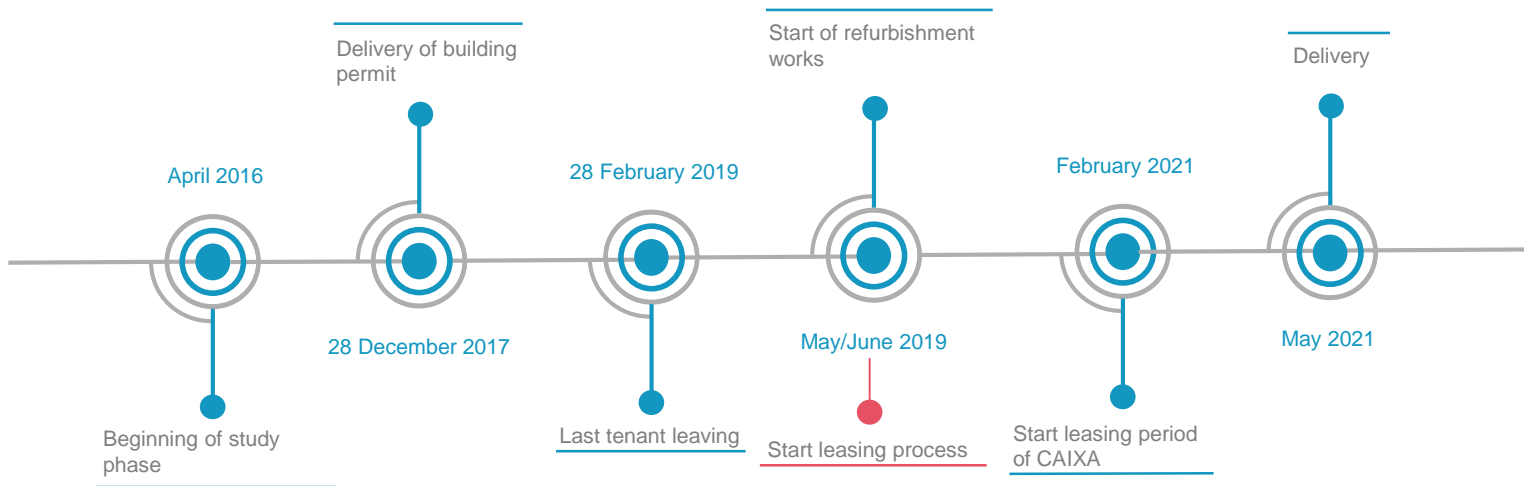 Delivery of building
permit
Start of refurbishment
works
Delivery
April 2016
28 February 2019
February 2021
28 December 2017
May/June 2019
May 2021
Beginning of study
phase
Last tenant leaving
Start leasing process
Start leasing period
of CAIXA